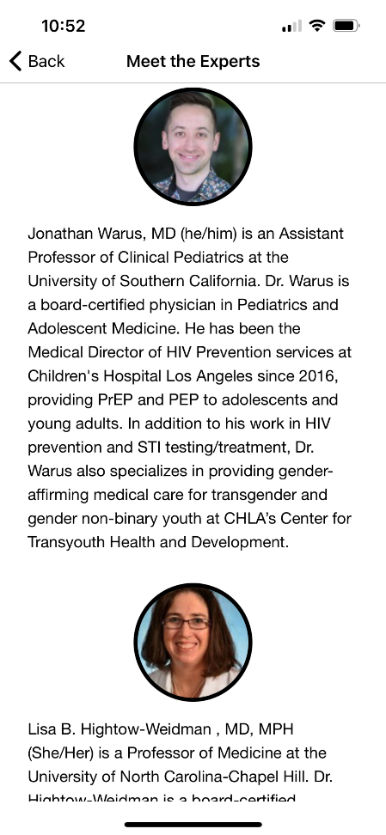 10:52
Back
Meet the Experts
Jonathan Warus, MD (he/him) is an Assistant
Professor of Clinical Pediatrics at the
University of Southern California. Dr. Warus is
a board-certified physician in Pediatrics and
Adolescent Medicine. He has been the
Medical Director of HIV Prevention services at
Children's Hospital Los Angeles since 2016,
providing PrEP and PEP to adolescents and
young adults. In addition to his work in HIV
prevention and STI testing/treatment, Dr.
Warus also specializes in providing gender-
affirming medical care for transgender and
gender non-binary youth at CHLA’s Center for
Transyouth Health and Development.
Lisa B. Hightow-Weidman , MD, MPH
(She/Her) is a Professor of Medicine at the
University of North Carolina-Chapel Hill. Dr.
Hightow-Weidman is a board-certified